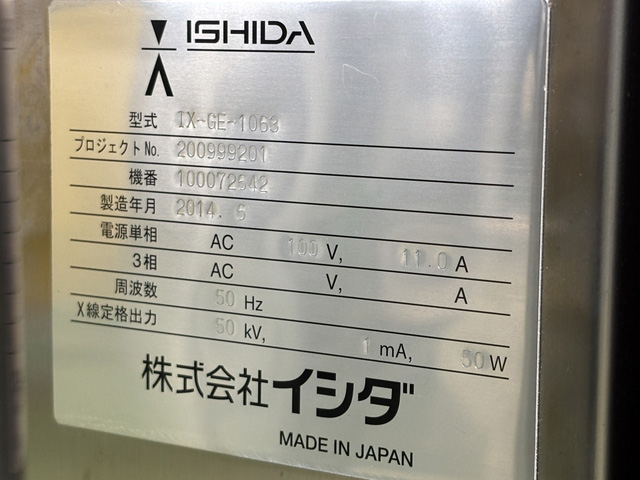 ISHIDA
型式 IX-GE-1063
プロジェクトNo. 200999201
機番 100072542
製造年月 2014. 6
電源単相 AC 100 V, 11.0 A
3相 AC V, A
周波数 50 Hz
X線定格出力 50 kV, 1 mA, 50 W
株式会社イシダ
MADE IN JAPAN